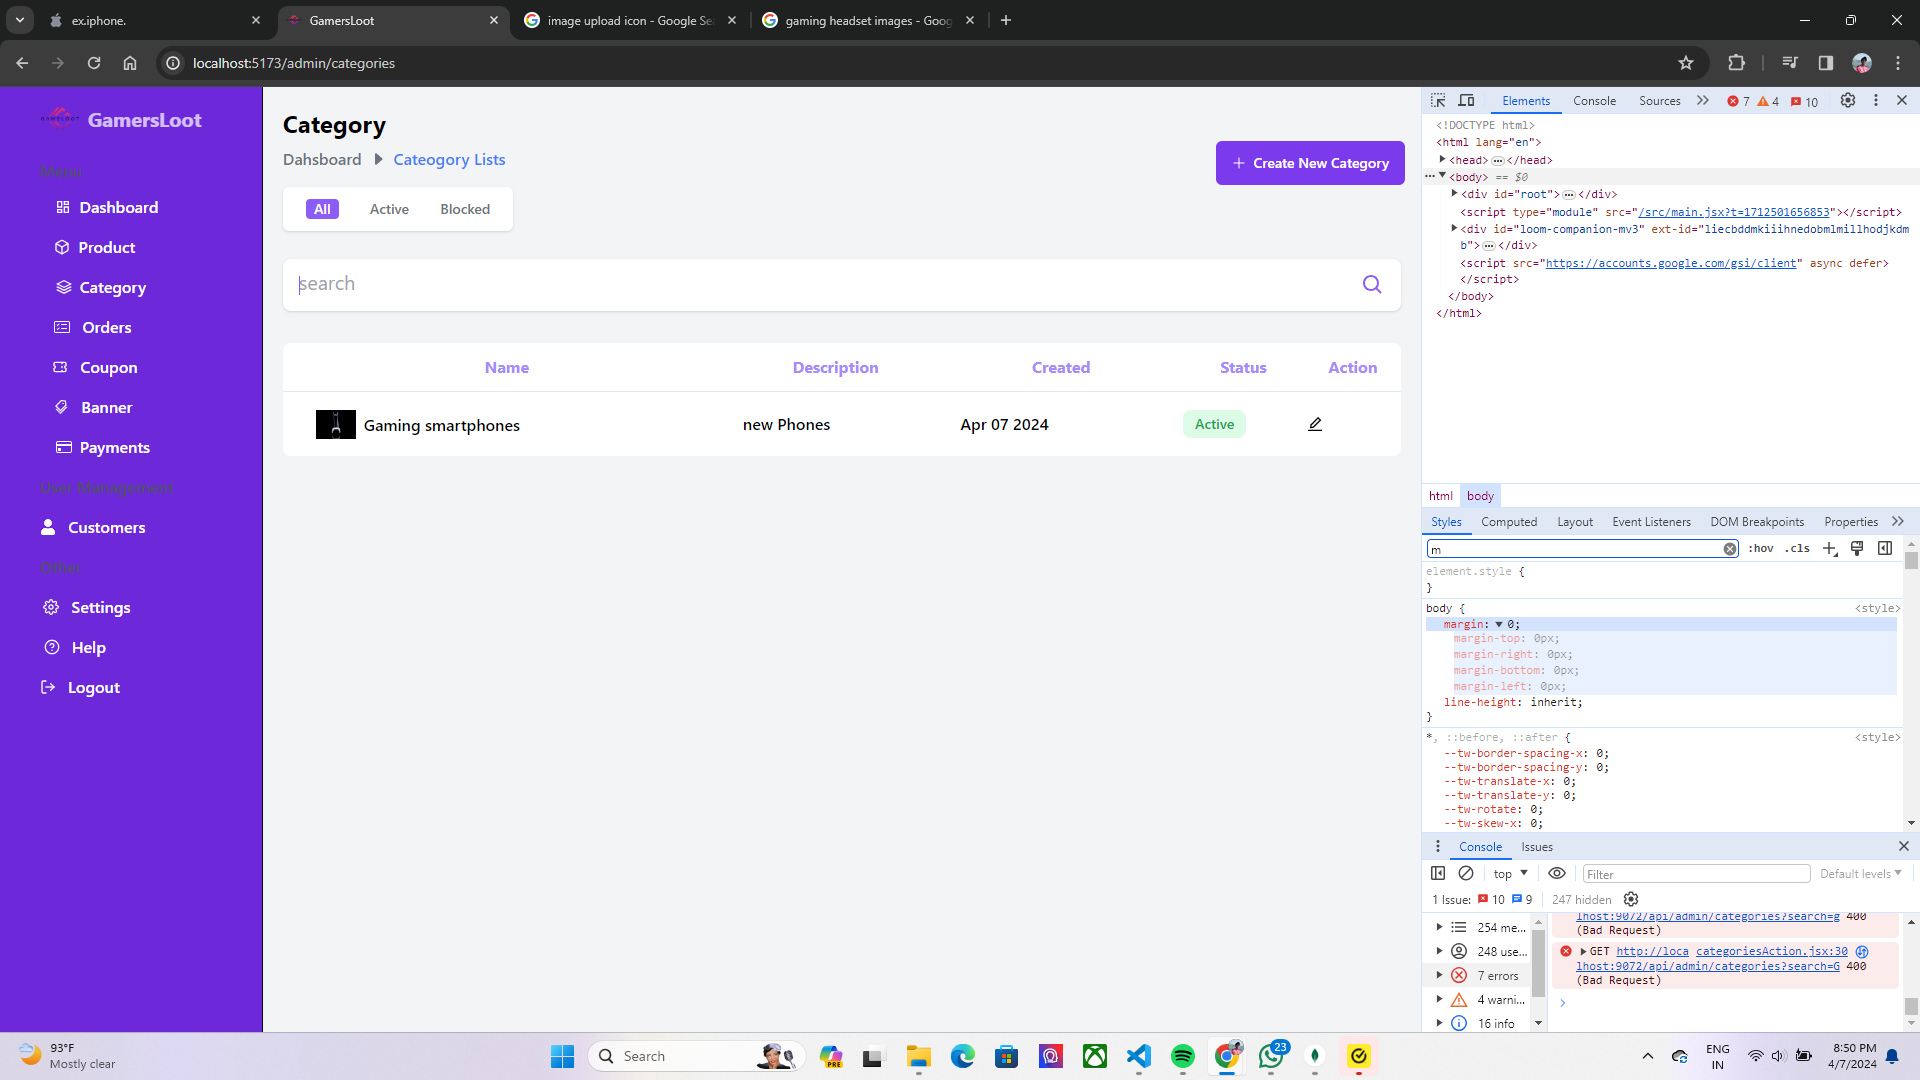 ex.iphone.
GamersLoot
image upload icon - Google Se
gaming headset images - Goog
localhost:5173/admin/categories
GamersLoot
Menu
Dashboard
Product
Category
Orders
Coupon
Banner
Payments
User Management
Customers
Other
Settings
Help
Logout
Category
Dahsboard
Cateogory Lists
Create New Category
All Active Blocked
search
Name Description Created Status Action
Gaming smartphones new Phones Apr 07 2024 Active
Elements Console Sources 7 4 10
<!DOCTYPE html>
<html lang="en">
<head>…</head>
<body> == $0
<div id="root">…</div>
<script type="module" src="/src/main.jsx?t=1712501656853"></script>
<div id="loom-companion-mv3" ext-id="liecbddmkiiihnedobmlmillhodjkdm
b">…</div>
<script src="https://accounts.google.com/gsi/client" async defer>
</script>
</body>
</html>
html body
Styles Computed Layout Event Listeners DOM Breakpoints Properties
m :hov .cls
element.style {
}
body { <style>
margin: 0;
margin-top: 0px;
margin-right: 0px;
margin-bottom: 0px;
margin-left: 0px;
line-height: inherit;
}
*, ::before, ::after { <style>
--tw-border-spacing-x: 0;
--tw-border-spacing-y: 0;
--tw-translate-x: 0;
--tw-translate-y: 0;
--tw-rotate: 0;
--tw-skew-x: 0;
Console Issues
top Filter Default levels
1 Issue: 10 9 247 hidden
254 me...
248 use...
7 errors
4 warni...
16 info
lhost:9072/api/admin/categories?search=g 400
(Bad Request)
GET http://loca categoriesAction.jsx:30
lhost:9072/api/admin/categories?search=G 400
(Bad Request)
93°F
Mostly clear
Search
PRE
23
ENG
IN
8:50 PM
4/7/2024